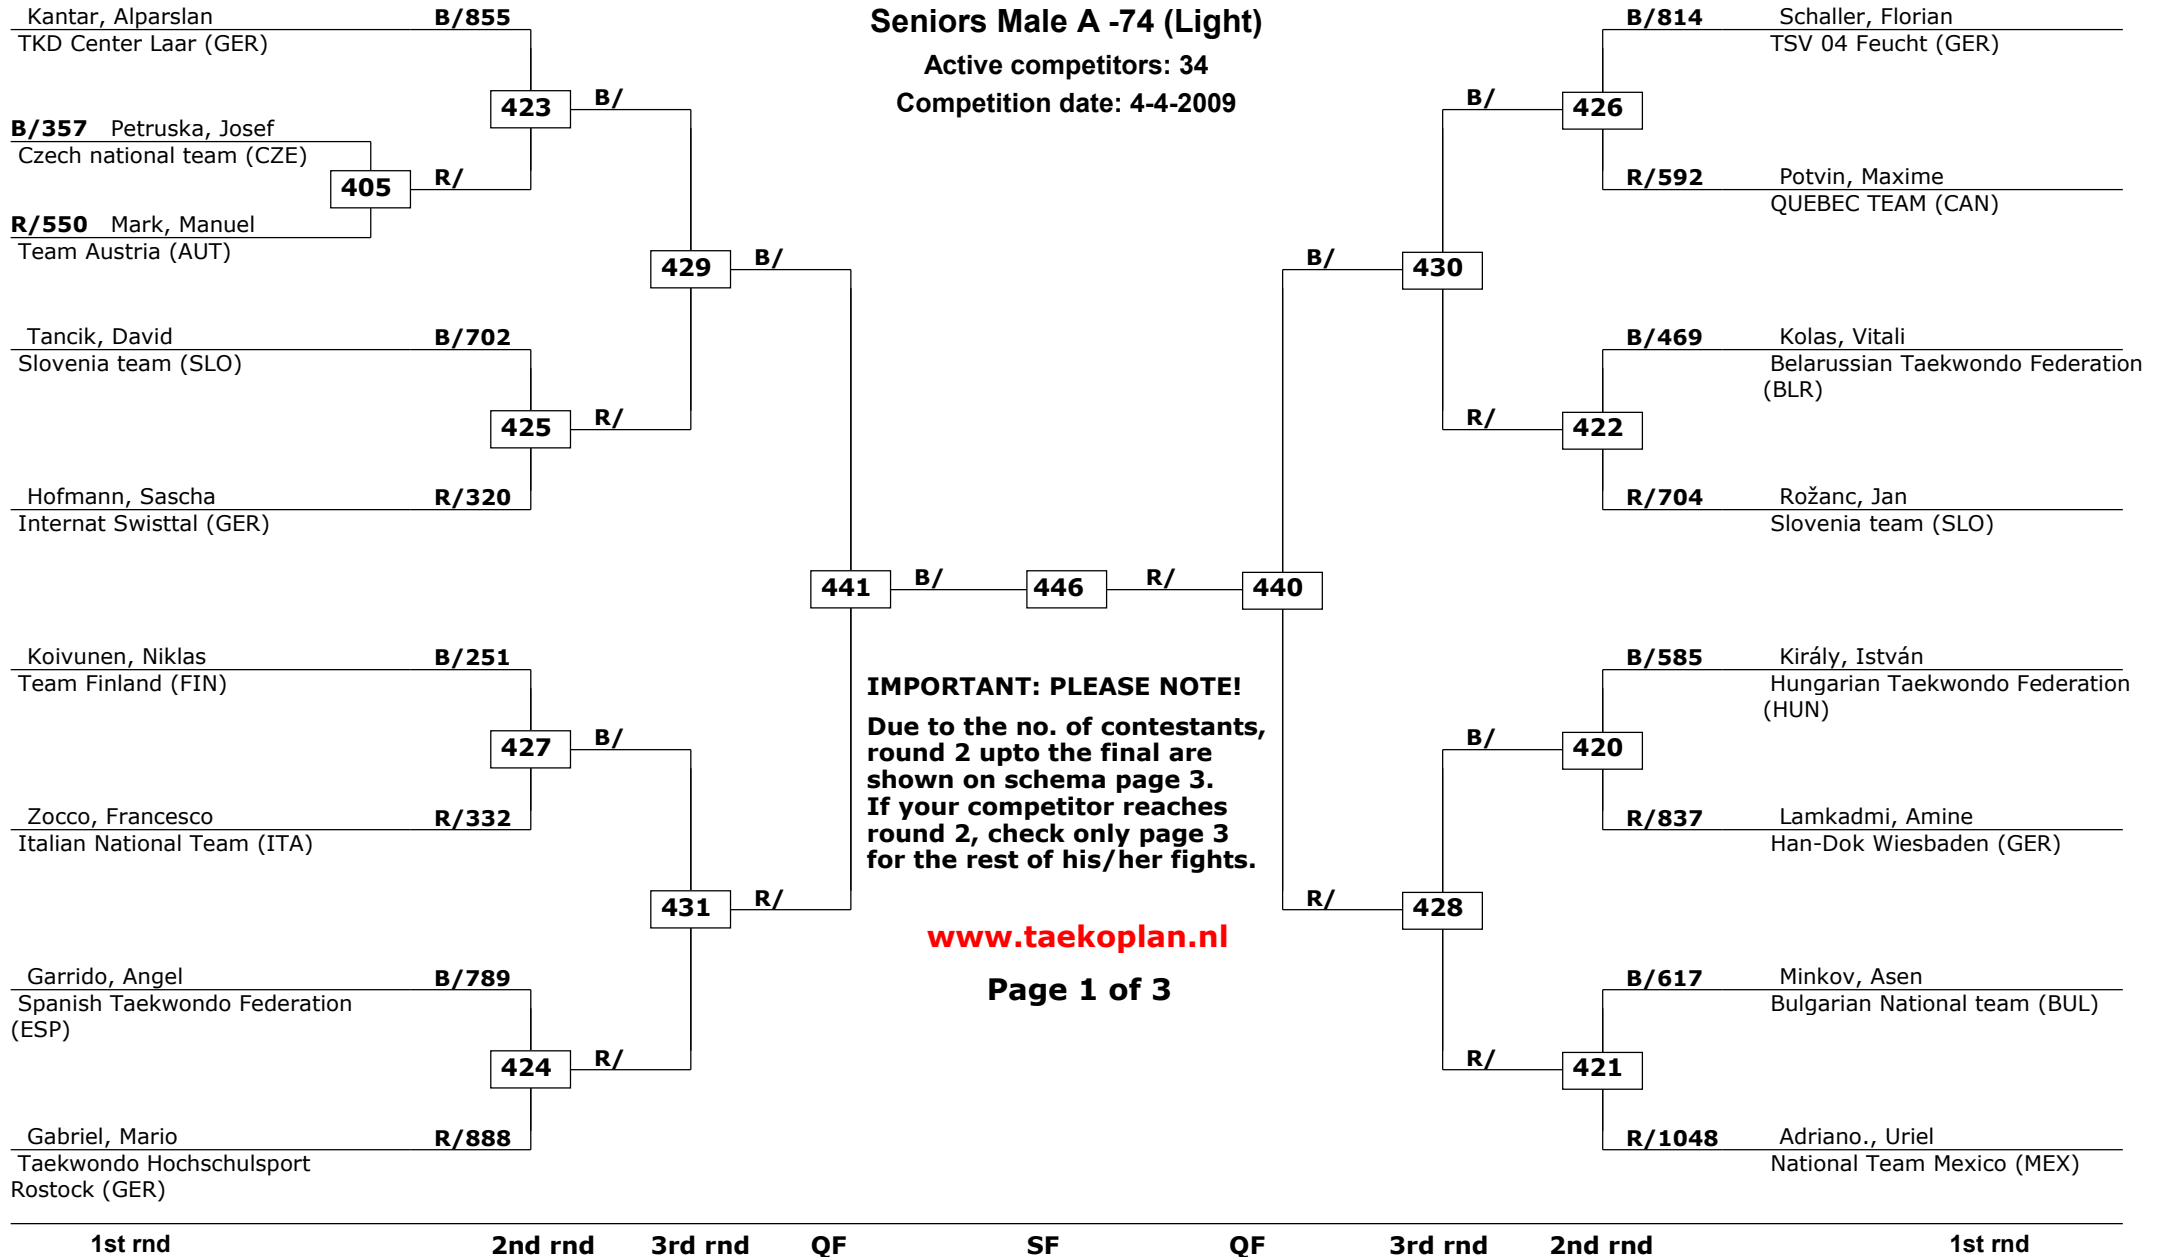 Seniors Male A -74 (Light)
Active competitors: 34
Competition date: 4-4-2009
Kantar, Alparslan B/855
TKD Center Laar (GER)
423 B/
B/357 Petruska, Josef
Czech national team (CZE)
405 R/
R/550 Mark, Manuel
Team Austria (AUT)
429 B/
Tancik, David B/702
Slovenia team (SLO)
425 R/
Hofmann, Sascha R/320
Internat Swisttal (GER)
441 B/ 446 R/ 440
Koivunen, Niklas B/251
Team Finland (FIN)
427 B/
Zocco, Francesco R/332
Italian National Team (ITA)
431 R/
Garrido, Angel B/789
Spanish Taekwondo Federation
(ESP)
424 R/
Gabriel, Mario R/888
Taekwondo Hochschulsport
Rostock (GER)
IMPORTANT: PLEASE NOTE!
Due to the no. of contestants,
round 2 upto the final are
shown on schema page 3.
If your competitor reaches
round 2, check only page 3
for the rest of his/her fights.
www.taekoplan.nl
Page 1 of 3
B/814 Schaller, Florian
TSV 04 Feucht (GER)
B/ 426
R/592 Potvin, Maxime
QUEBEC TEAM (CAN)
B/ 430
B/469 Kolas, Vitali
Belarussian Taekwondo Federation
(BLR)
R/ 422
R/704 Rožanc, Jan
Slovenia team (SLO)
B/585 Király, István
Hungarian Taekwondo Federation
(HUN)
B/ 420
R/837 Lamkadmi, Amine
Han-Dok Wiesbaden (GER)
R/ 428
B/617 Minkov, Asen
Bulgarian National team (BUL)
R/ 421
R/1048 Adriano., Uriel
National Team Mexico (MEX)
1st rnd 2nd rnd 3rd rnd QF SF QF 3rd rnd 2nd rnd 1st rnd